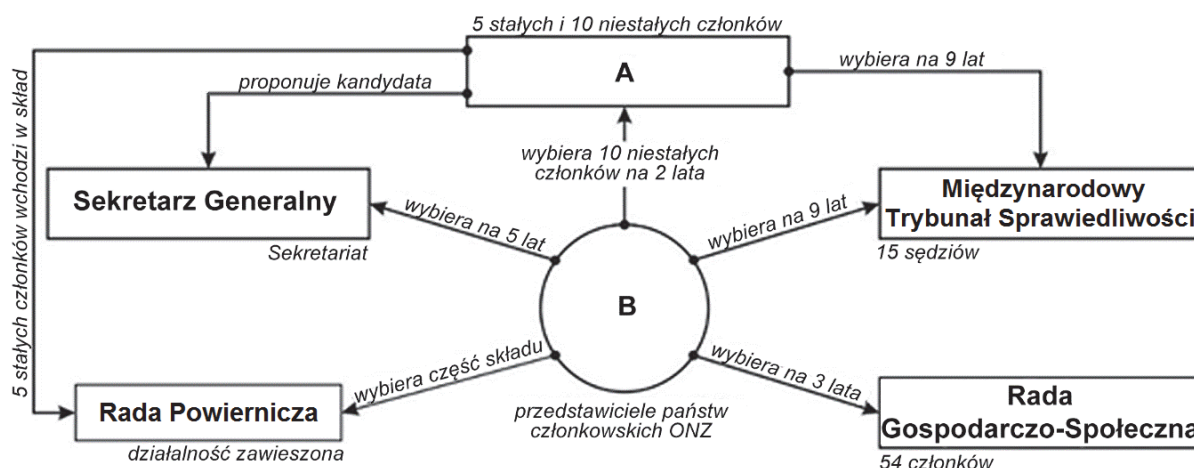 5 stałych i 10 niestałych członków
A
proponuje kandydata
wybiera na 9 lat
5 stałych członków wchodzi w skład
wybiera 10 niestałych
członków na 2 lata
Sekretarz Generalny
Sekretariat
wybiera na 5 lat
wybiera na 9 lat
Międzynarodowy
Trybunał Sprawiedliwości
15 sędziów
B
wybiera część składu
wybiera na 3 lata
Rada Powiernicza
działalność zawieszona
przedstawiciele państw
członkowskich ONZ
Rada
Gospodarczo-Społeczna
54 członków